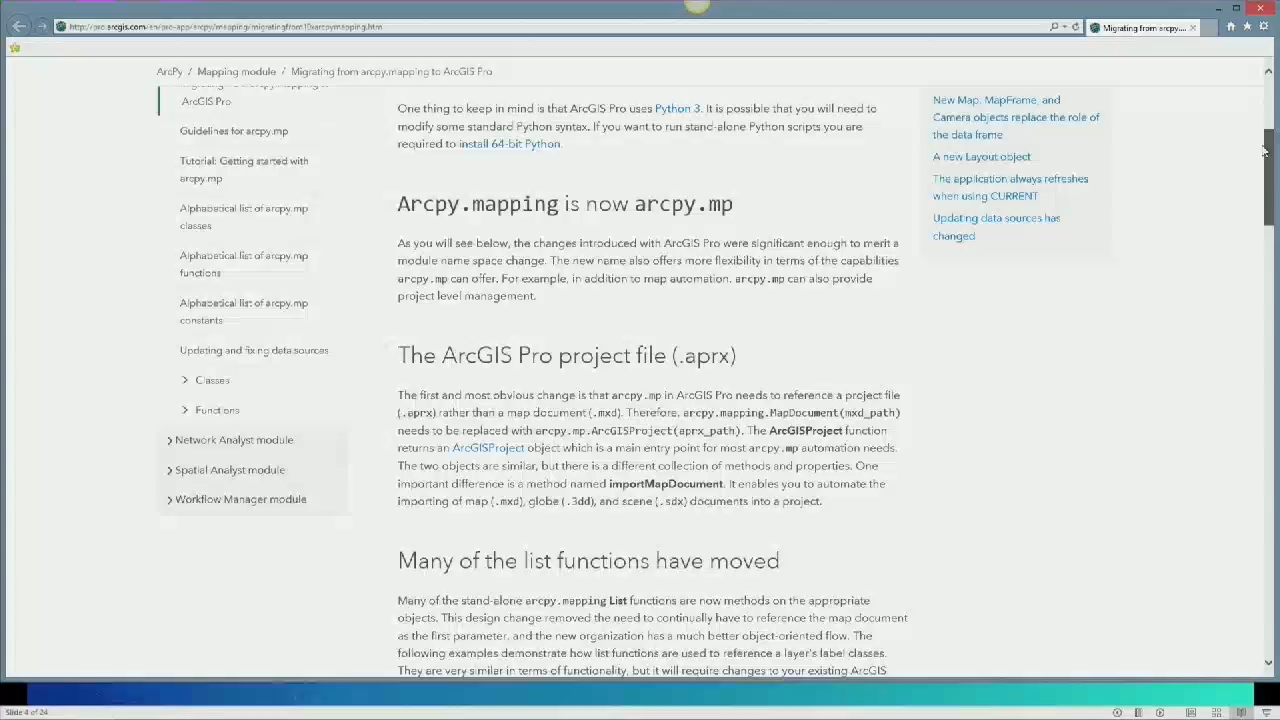 http://pro.arcgis.com/en/pro-app/arcpy/mapping/migratingfrom10xarcpymapping.htm
Migrating from arcpy....
ArcPy / Mapping module / Migrating from arcpy.mapping to ArcGIS Pro
ArcGIS Pro
Guidelines for arcpy.mp
Tutorial: Getting started with
arcpy.mp
Alphabetical list of arcpy.mp
classes
Alphabetical list of arcpy.mp
functions
Alphabetical list of arcpy.mp
constants
Updating and fixing data sources
Classes
Functions
Network Analyst module
Spatial Analyst module
Workflow Manager module
One thing to keep in mind is that ArcGIS Pro uses Python 3. It is possible that you will need to
modify some standard Python syntax. If you want to run stand-alone Python scripts you are
required to install 64-bit Python.
Arcpy.mapping is now arcpy.mp
As you will see below, the changes introduced with ArcGIS Pro were significant enough to merit a
module name space change. The new name also offers more flexibility in terms of the capabilities
arcpy.mp can offer. For example, in addition to map automation, arcpy.mp can also provide
project level management.
The ArcGIS Pro project file (.aprx)
The first and most obvious change is that arcpy.mp in ArcGIS Pro needs to reference a project file
(.aprx) rather than a map document (.mxd). Therefore, arcpy.mapping.MapDocument(mxd_path)
needs to be replaced with arcpy.mp.ArcGISProject(aprx_path). The ArcGISProject function
returns an ArcGISProject object which is a main entry point for most arcpy.mp automation needs.
The two objects are similar, but there is a different collection of methods and properties. One
important difference is a method named importMapDocument. It enables you to automate the
importing of map (.mxd), globe (.3dd), and scene (.sdx) documents into a project.
Many of the list functions have moved
Many of the stand-alone arcpy.mapping List functions are now methods on the appropriate
objects. This design change removed the need to continually have to reference the map document
as the first parameter, and the new organization has a much better object-oriented flow. The
following examples demonstrate how list functions are used to reference a layer's label classes.
They are very similar in terms of functionality, but it will require changes to your existing ArcGIS
New Map, MapFrame, and
Camera objects replace the role of
the data frame
A new Layout object
The application always refreshes
when using CURRENT
Updating data sources has
changed
Slide 4 of 24